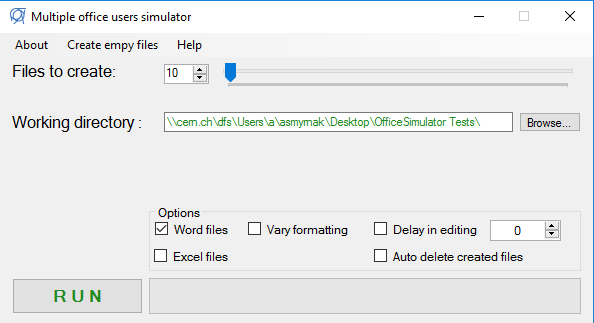 Multiple office users simulator
About Create empy files Help
Files to create: 10
Working directory : \\cern.ch\dfs\Users\a\asmymak\Desktop\OfficeSimulator Tests\ Browse...
Options
Word files Vary formatting Delay in editing 0
Excel files Auto delete created files
R U N